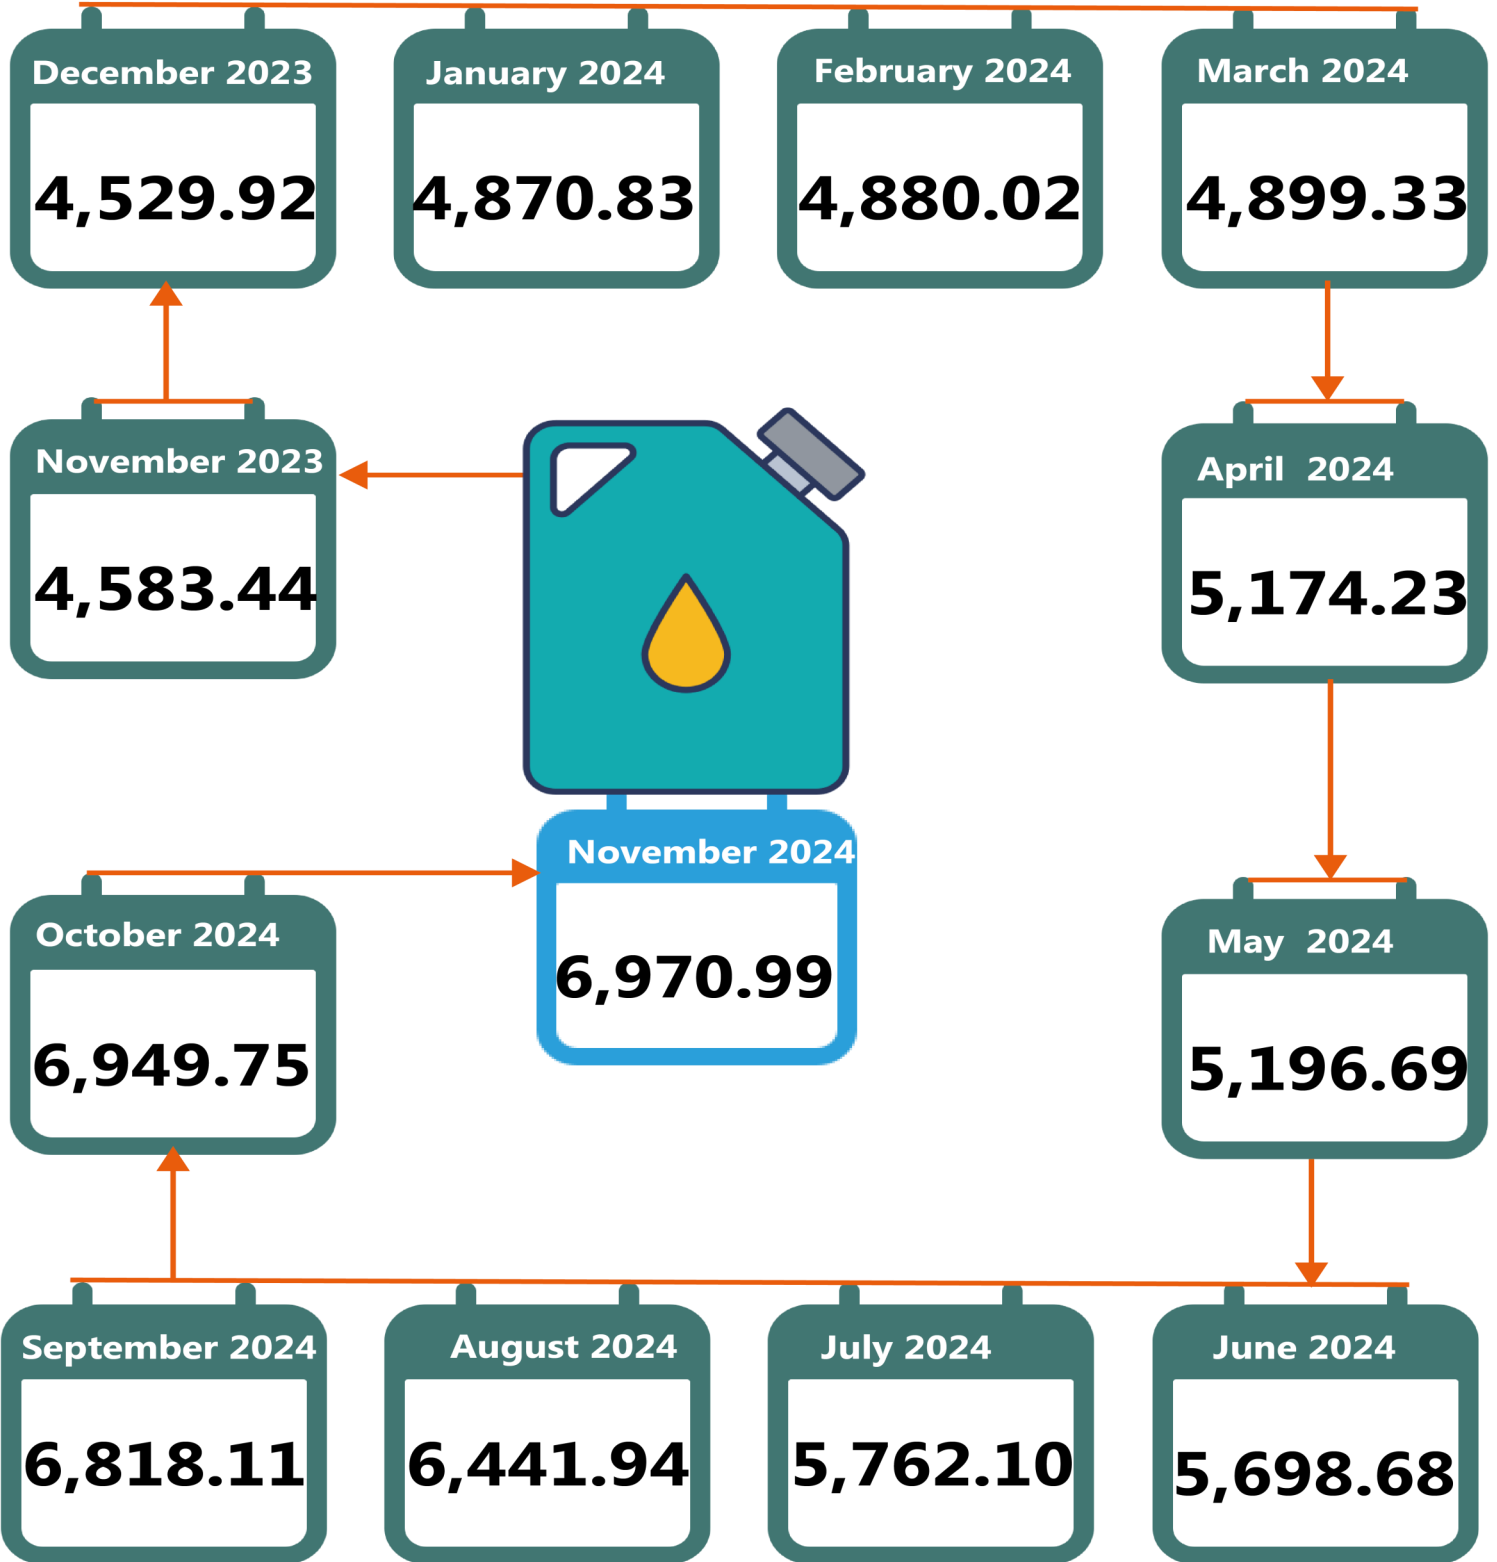 December 2023
4,529.92
January 2024
4,870.83
February 2024
4,880.02
March 2024
4,899.33
November 2023
4,583.44
April 2024
5,174.23
November 2024
6,970.99
October 2024
6,949.75
May 2024
5,196.69
September 2024
6,818.11
August 2024
6,441.94
July 2024
5,762.10
June 2024
5,698.68